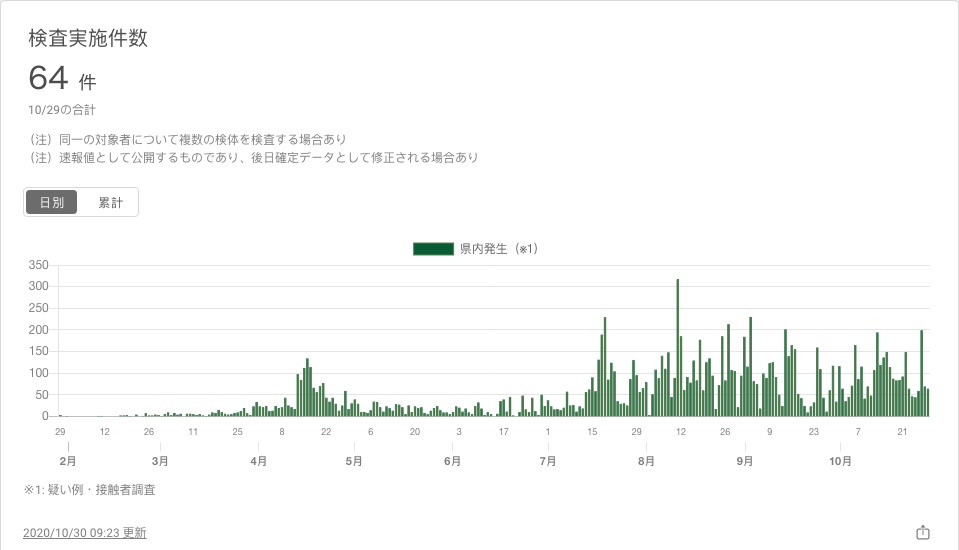 検査実施件数
64 件
10/29の合計
（注）同一の対象者について複数の検体を検査する場合あり
（注）速報値として公開するものであり、後日確定データとして修正される場合あり
日別 累計
県内発生（※1）
350
300
250
200
150
100
50
0
29 12 26 11 25 8 22 6 20 3 17 1 15 29 12 26 9 23 7 21
2月 3月 4月 5月 6月 7月 8月 9月 10月
※1: 疑い例・接触者調査
2020/10/30 09:23 更新